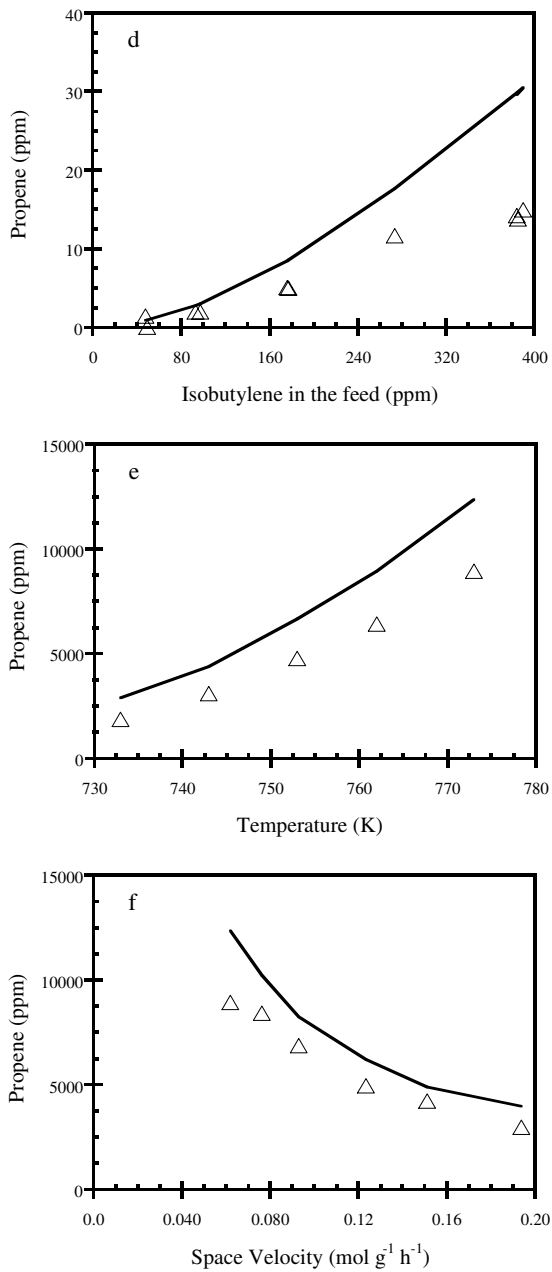 40
d
30
Propene (ppm)
20
10
0
0 80 160 240 320 400
Isobutylene in the feed (ppm)
15000
e
10000
Propene (ppm)
5000
0
730 740 750 760 770 780
Temperature (K)
15000
f
10000
Propene (ppm)
5000
0
0.0 0.040 0.080 0.12 0.16 0.20
Space Velocity (mol g⁻¹ h⁻¹)